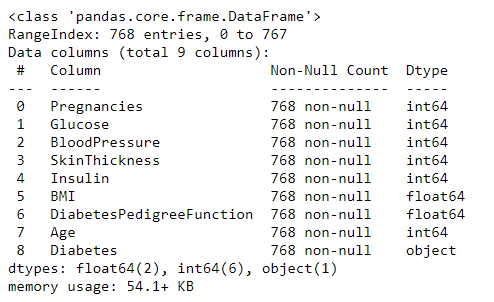 <class 'pandas.core.frame.DataFrame'>
RangeIndex: 768 entries, 0 to 767
Data columns (total 9 columns):
 #   Column                    Non-Null Count  Dtype
---  ------                    --------------  -----
 0   Pregnancies               768 non-null    int64
 1   Glucose                   768 non-null    int64
 2   BloodPressure             768 non-null    int64
 3   SkinThickness             768 non-null    int64
 4   Insulin                   768 non-null    int64
 5   BMI                       768 non-null    float64
 6   DiabetesPedigreeFunction  768 non-null    float64
 7   Age                       768 non-null    int64
 8   Diabetes                  768 non-null    object
dtypes: float64(2), int64(6), object(1)
memory usage: 54.1+ KB